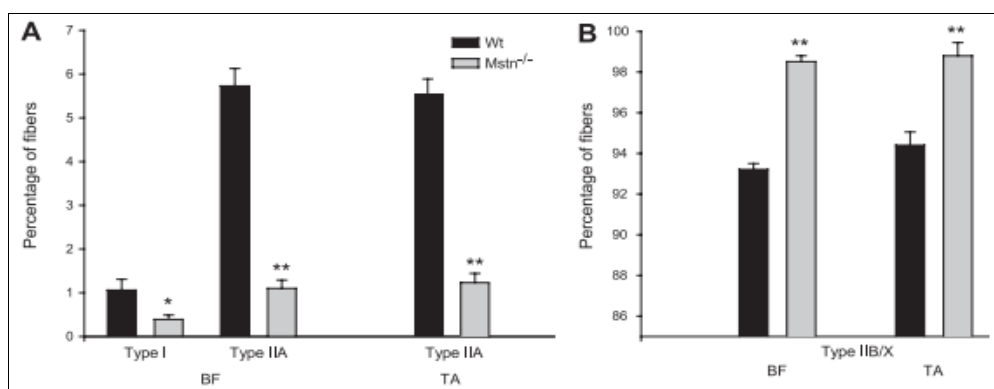 A
7
6
5
4
3
2
1
0
Percentage of fibers
Wt
Mstn⁻/⁻
*
**
**
Type I
Type IIA
Type IIA
BF
TA
B
100
98
96
94
92
90
88
86
Percentage of fibers
**
**
Type IIB/X
BF
TA